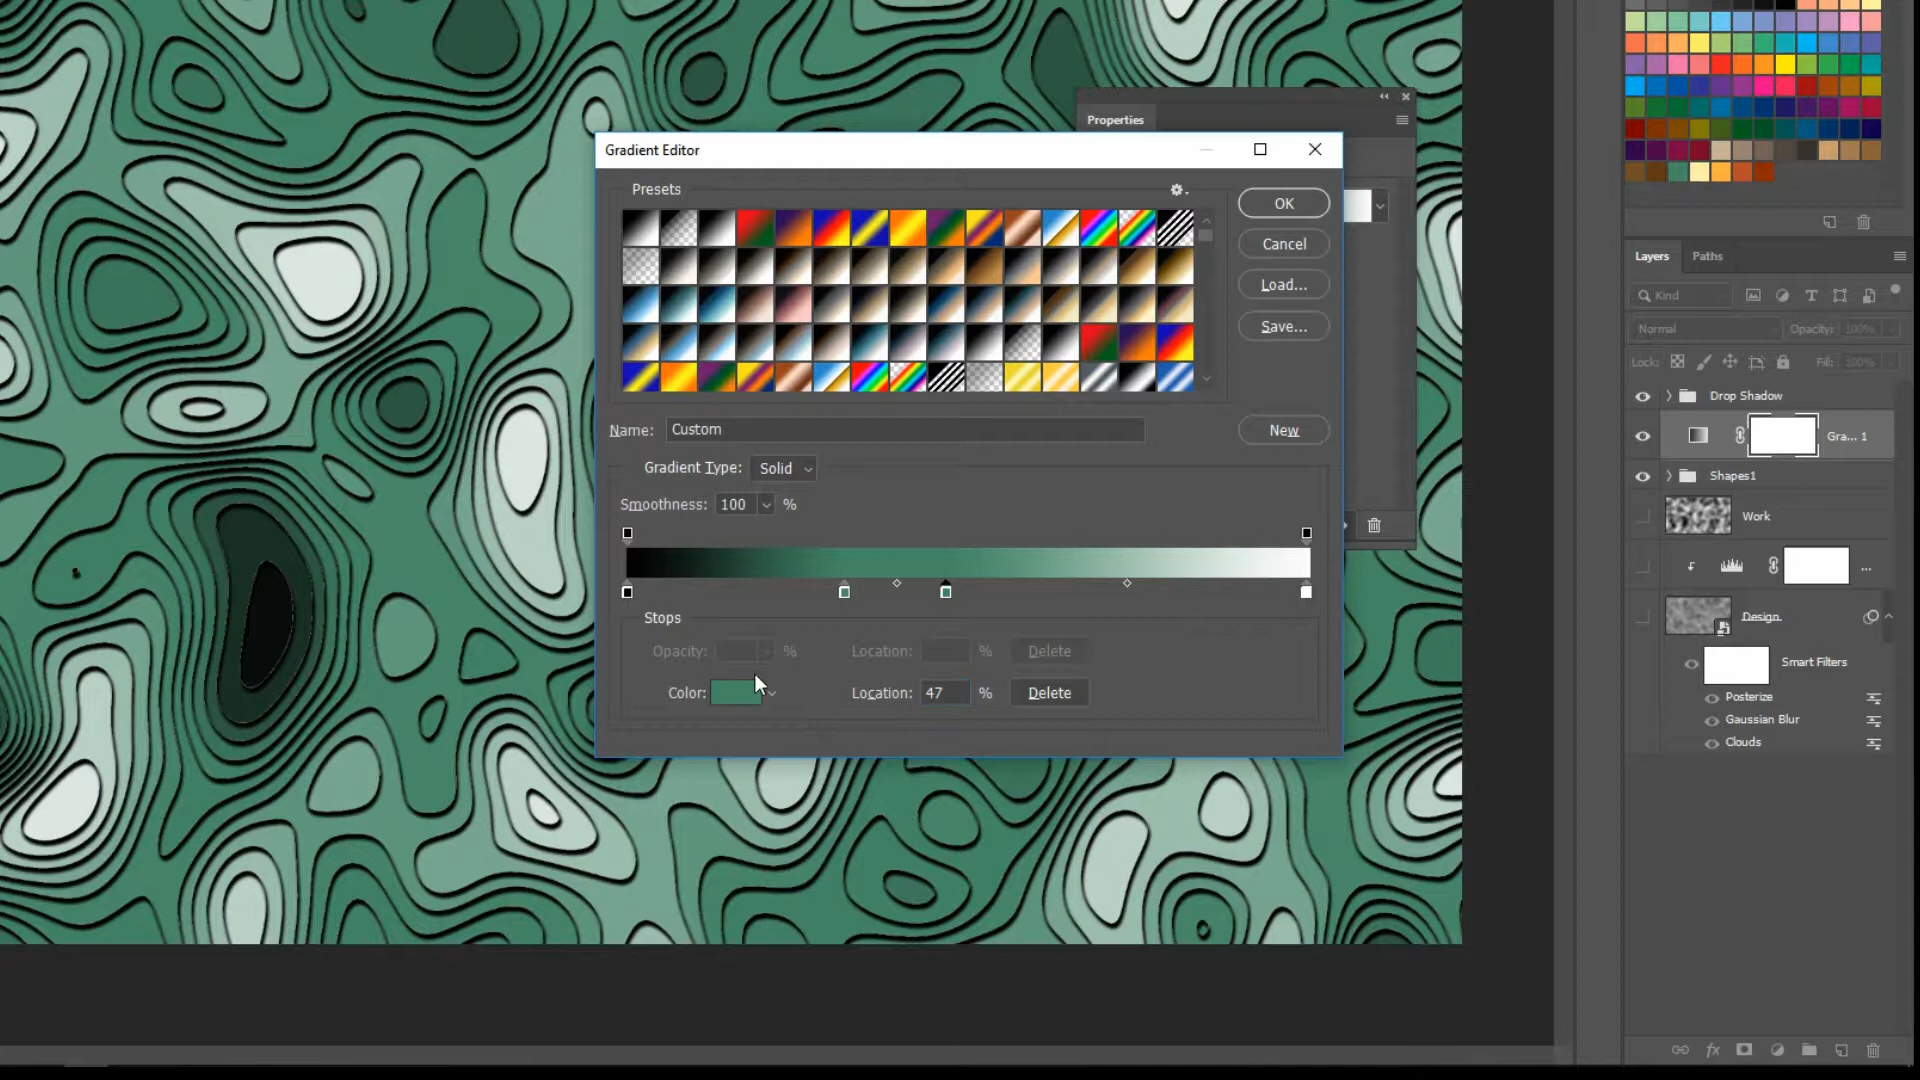 Properties
Gradient Editor
Presets
OK
Cancel
Load...
Save...
Name: Custom
New
Gradient Type: Solid
Smoothness: 100 %
Stops
Opacity: % Location: % Delete
Color: Location: 47 % Delete
Layers Paths
Kind
Normal Opacity: 100%
Lock: Fill: 100%
Drop Shadow
Gra... 1
Shapes1
Work
...
Design
Smart Filters
Posterize
Gaussian Blur
Clouds
fx